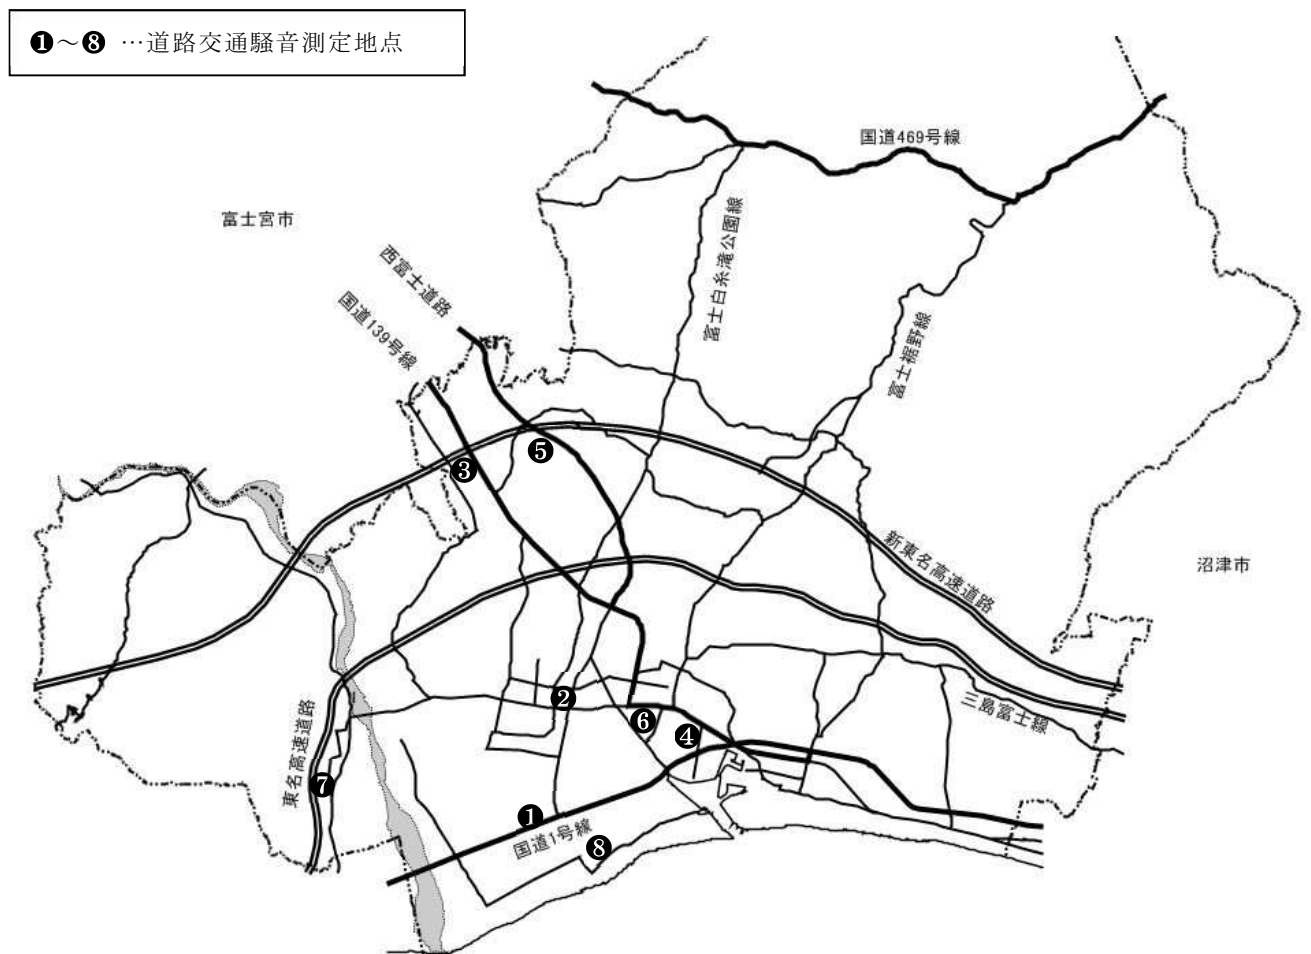 ❶～❽ …道路交通騒音測定地点
国道469号線
富士宮市
富士白糸滝公園線
西富士道路
国道139号線
富士裾野線
❺
❸
新東名高速道路
沼津市
❷
三島富士線
❻
❹
東名高速道路
❼
❶
国道1号線
❽